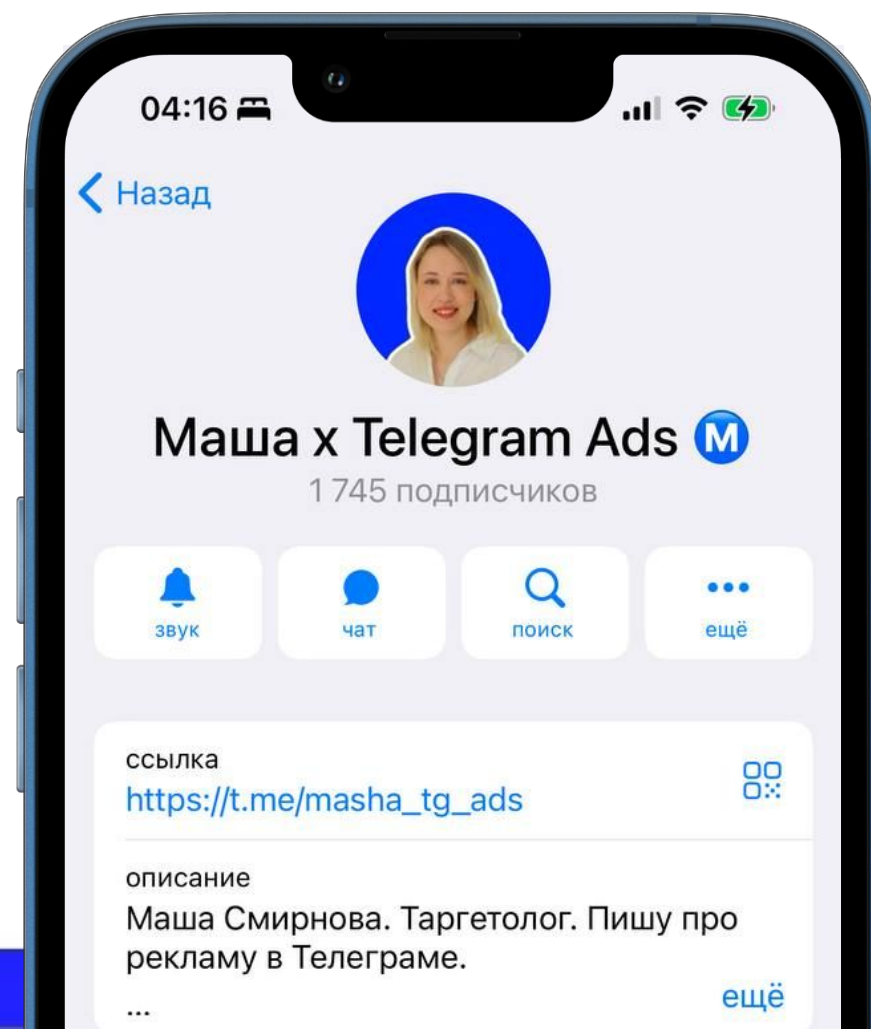 04:16
Назад
Маша x Telegram Ads M
1 745 подписчиков
звук
чат
поиск
ещё
ссылка
https://t.me/masha_tg_ads
описание
Маша Смирнова. Таргетолог. Пишу про
рекламу в Телеграме.
...
ещё